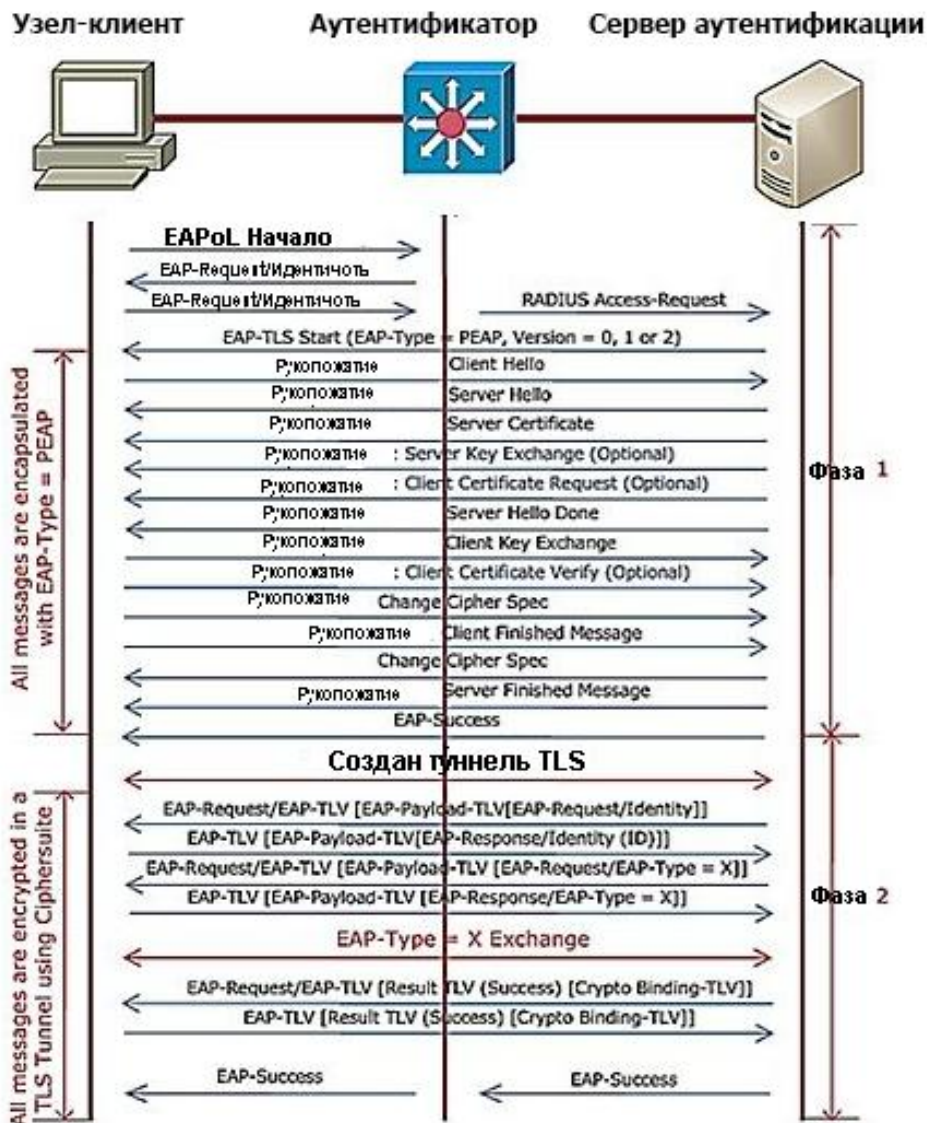 Узел-клиент
Аутентификатор
Сервер аутентификации
EAPoL Начало
EAP-Request/Идентичоть
EAP-Request/Идентичоть
RADIUS Access-Request
EAP-TLS Start (EAP-Type = PEAP, Version = 0, 1 or 2)
Рукопожатие Client Hello
Рукопожатие Server Hello
Рукопожатие Server Certificate
Рукопожатие : Server Key Exchange (Optional)
Рукопожатие : Client Certificate Request (Optional)
Рукопожатие Server Hello Done
Рукопожатие Client Key Exchange
Рукопожатие : Client Certificate Verify (Optional)
Рукопожатие Change Cipher Spec
Рукопожатие Client Finished Message
Change Cipher Spec
Рукопожатие Server Finished Message
EAP-Success
All messages are encapsulated
with EAP-Type = PEAP
Фаза 1
Создан туннель TLS
EAP-Request/EAP-TLV [EAP-Payload-TLV[EAP-Request/Identity]]
EAP-TLV [EAP-Payload-TLV[EAP-Response/Identity (ID)]]
EAP-Request/EAP-TLV [EAP-Payload-TLV [EAP-Request/EAP-Type = X]]
EAP-TLV [EAP-Payload-TLV [EAP-Response/EAP-Type = X]]
EAP-Type = X Exchange
EAP-Request/EAP-TLV [Result TLV (Success) [Crypto Binding-TLV]]
EAP-TLV [Result TLV (Success) [Crypto Binding-TLV]]
EAP-Success
EAP-Success
All messages are encrypted in a
TLS Tunnel using Ciphersuite
Фаза 2